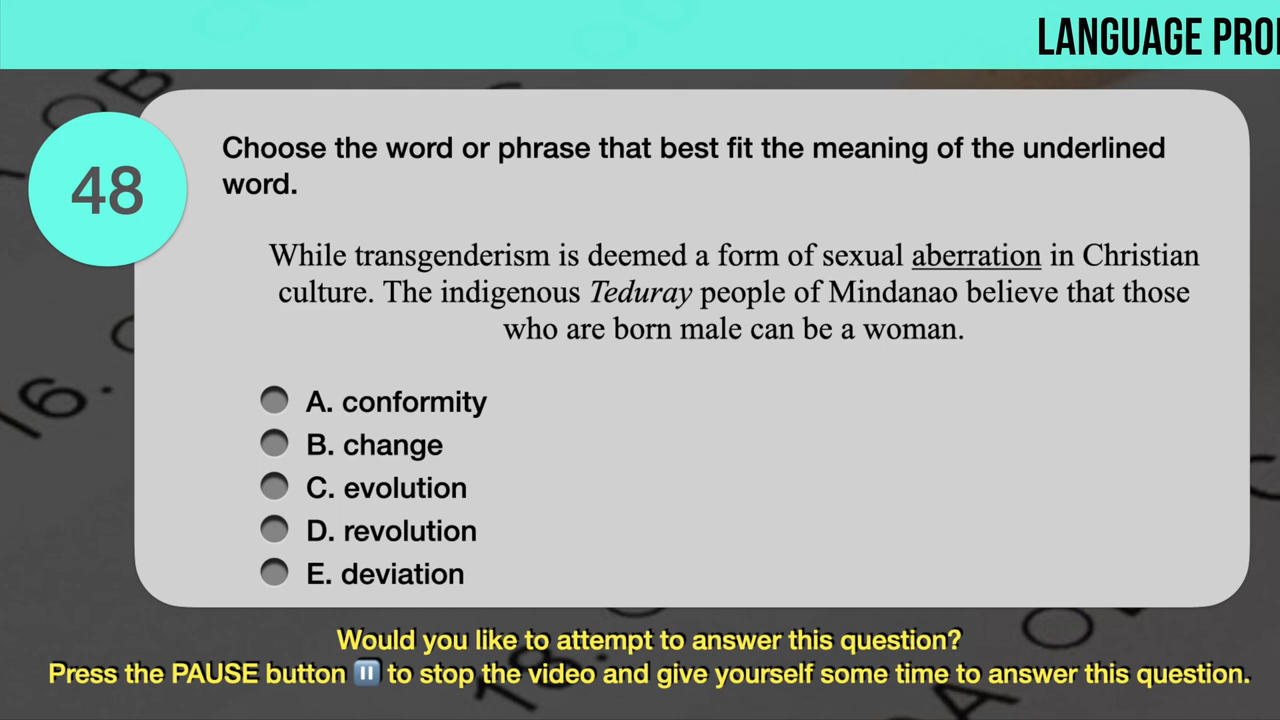 LANGUAGE
48
Choose the word or phrase that best fit the meaning of the underlined
word.
While transgenderism is deemed a form of sexual aberration in Christian
culture. The indigenous Teduray people of Mindanao believe that those
who are born male can be a woman.
A. conformity
B. change
C. evolution
D. revolution
E. deviation
Would you like to attempt to answer this question?
Press the PAUSE button ⏸ to stop the video and give yourself some time to answer this question.